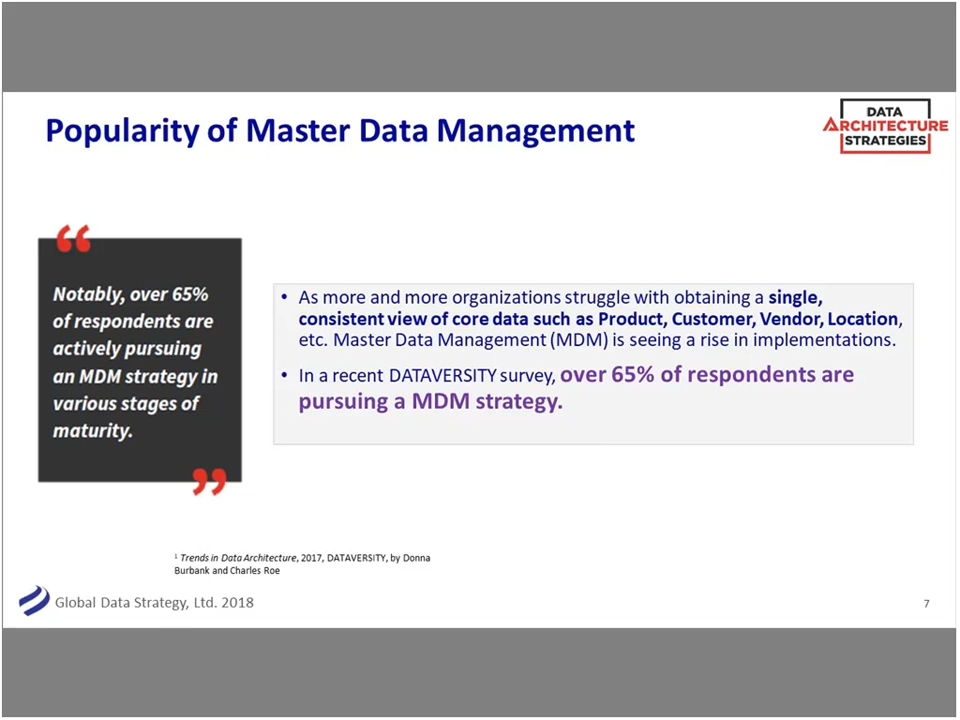 Popularity of Master Data Management
DATA
ARCHITECTURE
STRATEGIES
“
Notably, over 65%
of respondents are
actively pursuing
an MDM strategy in
various stages of
maturity.
”
• As more and more organizations struggle with obtaining a single,
consistent view of core data such as Product, Customer, Vendor, Location,
etc. Master Data Management (MDM) is seeing a rise in implementations.
• In a recent DATAVERSITY survey, over 65% of respondents are
pursuing a MDM strategy.
¹ Trends in Data Architecture, 2017, DATAVERSITY, by Donna
Burbank and Charles Roe
Global Data Strategy, Ltd. 2018
7